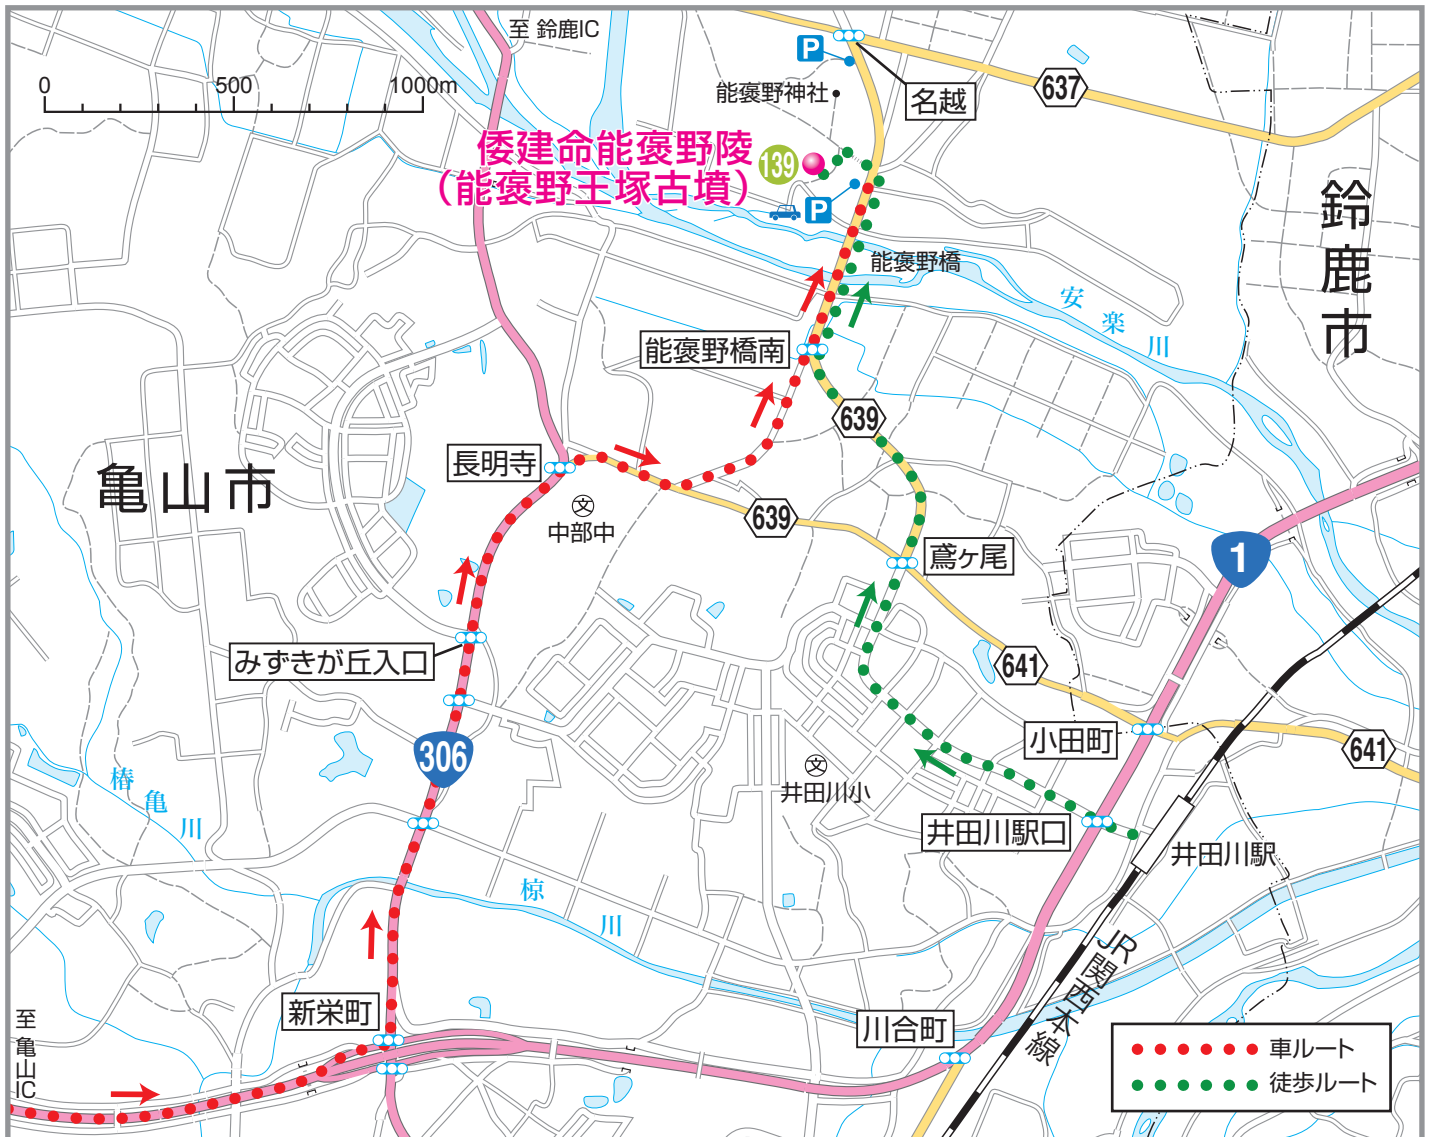 至 鈴鹿IC
0 500 1000m
P
637
能褒野神社
名越
倭建命能褒野陵
(能褒野王塚古墳)
139
P
鈴鹿市
能褒野橋
安楽川
能褒野橋南
639
長明寺
亀山市
中部中
文
639
鳶ヶ尾
1
みずきが丘入口
641
306
小田町
641
椿亀川
文
井田川小
井田川駅口
井田川駅
椋川
JR関西本線
新栄町
川合町
至 亀山IC
車ルート
徒歩ルート